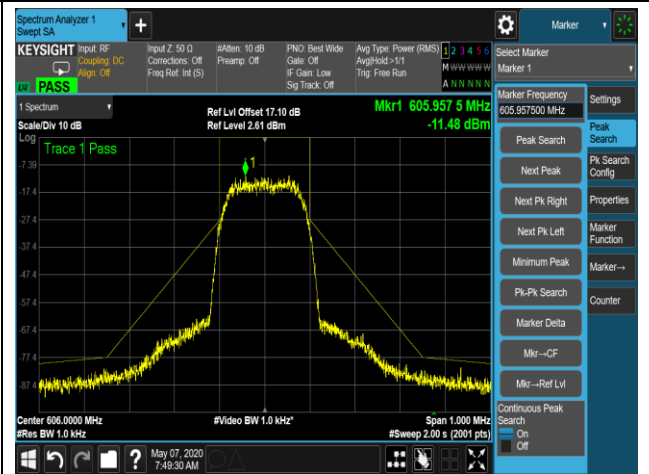 Spectrum Analyzer 1
Swept SA
+
Marker
KEYSIGHT
Input: RF
Coupling: DC
Align: Off
Input Z: 50 Ω
Corrections: Off
Freq Ref: Int (S)
#Atten: 10 dB
Preamp: Off
PNO: Best Wide
Gate: Off
IF Gain: Low
Sig Track: Off
Avg Type: Power (RMS)
Avg|Hold:>1/1
Trig: Free Run
1 2 3 4 5 6
M W W W W W
A N N N N N
LW PASS
Select Marker
Marker 1
1 Spectrum
Scale/Div 10 dB
Ref Lvl Offset 17.10 dB
Ref Level 2.61 dBm
Mkr1 605.957 5 MHz
-11.48 dBm
Log
Trace 1 Pass
1
-7.39
-17.4
-27.4
-37.4
-47.4
-57.4
-67.4
-77.4
-87.4
Center 606.0000 MHz
#Video BW 1.0 kHz*
Span 1.000 MHz
#Res BW 1.0 kHz
#Sweep 2.00 s (2001 pts)
Marker Frequency
605.957500 MHz
Peak Search
Next Peak
Next Pk Right
Next Pk Left
Minimum Peak
Pk-Pk Search
Marker Delta
Mkr→CF
Mkr→Ref Lvl
Continuous Peak
Search
On
Off
Settings
Peak
Search
Pk Search
Config
Properties
Marker
Function
Marker→
Counter
?
May 07, 2020
7:49:30 AM